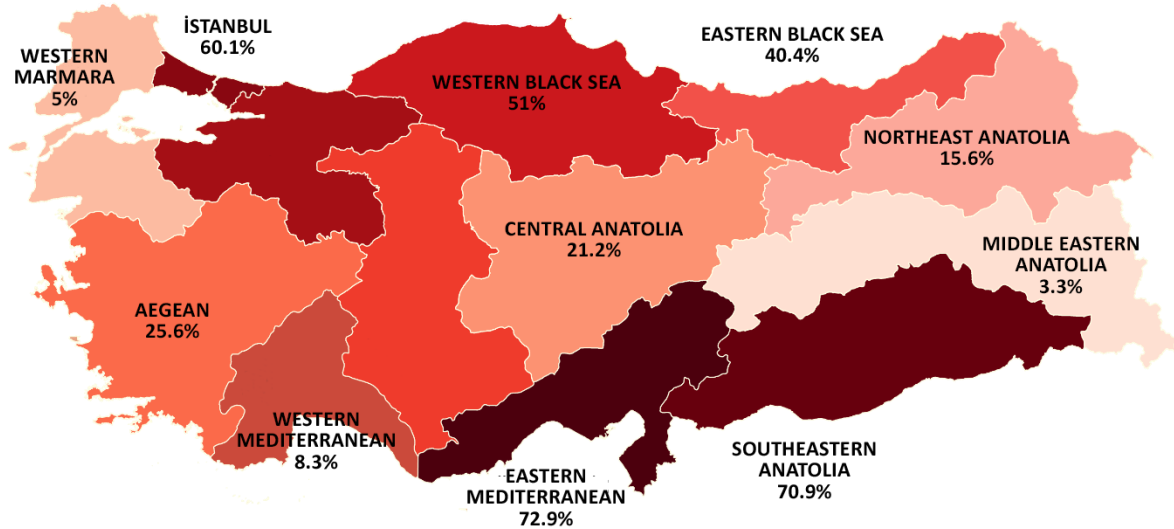 İSTANBUL
60.1%
EASTERN BLACK SEA
40.4%
WESTERN
MARMARA
5%
WESTERN BLACK SEA
51%
NORTHEAST ANATOLIA
15.6%
CENTRAL ANATOLIA
21.2%
MIDDLE EASTERN
ANATOLIA
3.3%
AEGEAN
25.6%
WESTERN
MEDITERRANEAN
8.3%
SOUTHEASTERN
ANATOLIA
70.9%
EASTERN
MEDITERRANEAN
72.9%